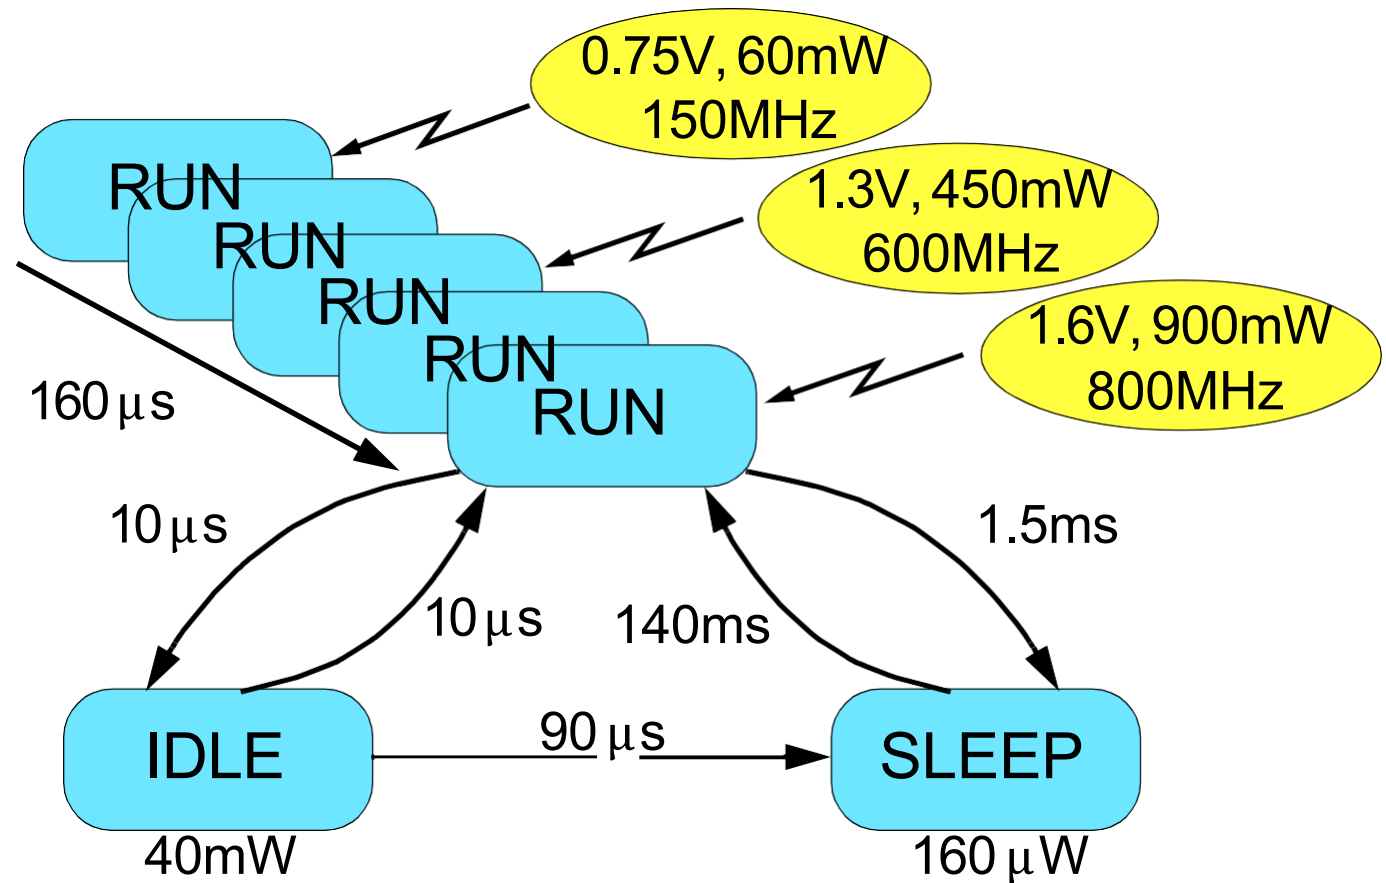 0.75V, 60mW
150MHz
RUN
1.3V, 450mW
600MHz
RUN
RUN
1.6V, 900mW
800MHz
RUN
RUN
160 μs
10 μs
1.5ms
10 μs
140ms
90 μs
IDLE
SLEEP
40mW
160 μW